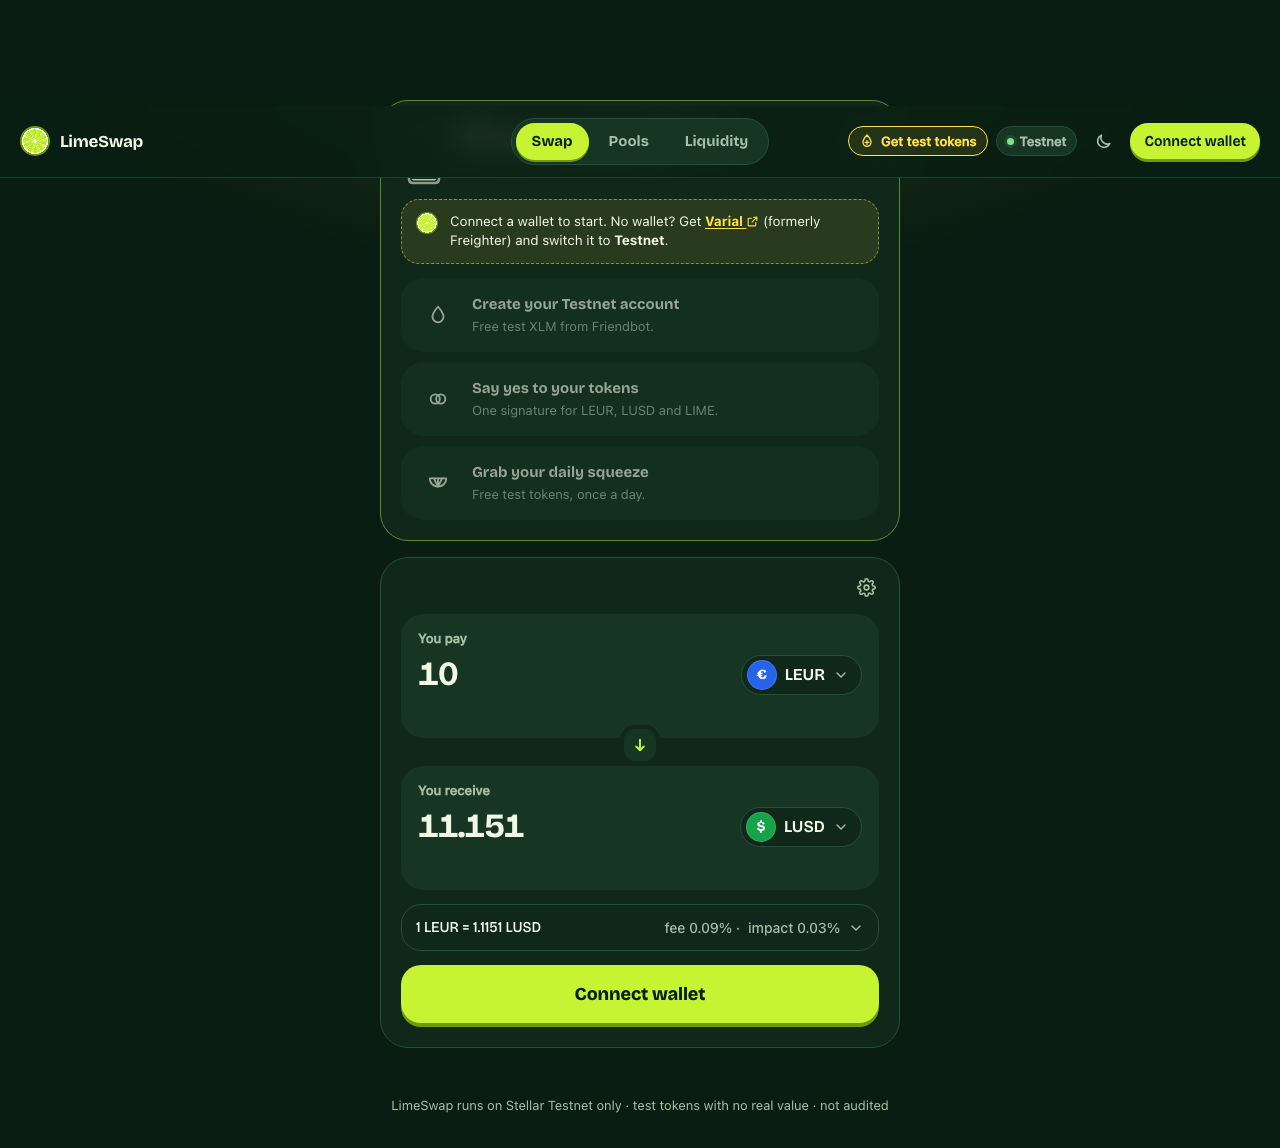 LimeSwap
Swap
Pools
Liquidity
Get test tokens
Testnet
Connect wallet
Connect a wallet to start. No wallet? Get Varial (formerly
Freighter) and switch it to Testnet.
Create your Testnet account
Free test XLM from Friendbot.
Say yes to your tokens
One signature for LEUR, LUSD and LIME.
Grab your daily squeeze
Free test tokens, once a day.
You pay
10
€ LEUR
You receive
11.151
$ LUSD
1 LEUR = 1.1151 LUSD
fee 0.09% · impact 0.03%
Connect wallet
LimeSwap runs on Stellar Testnet only · test tokens with no real value · not audited